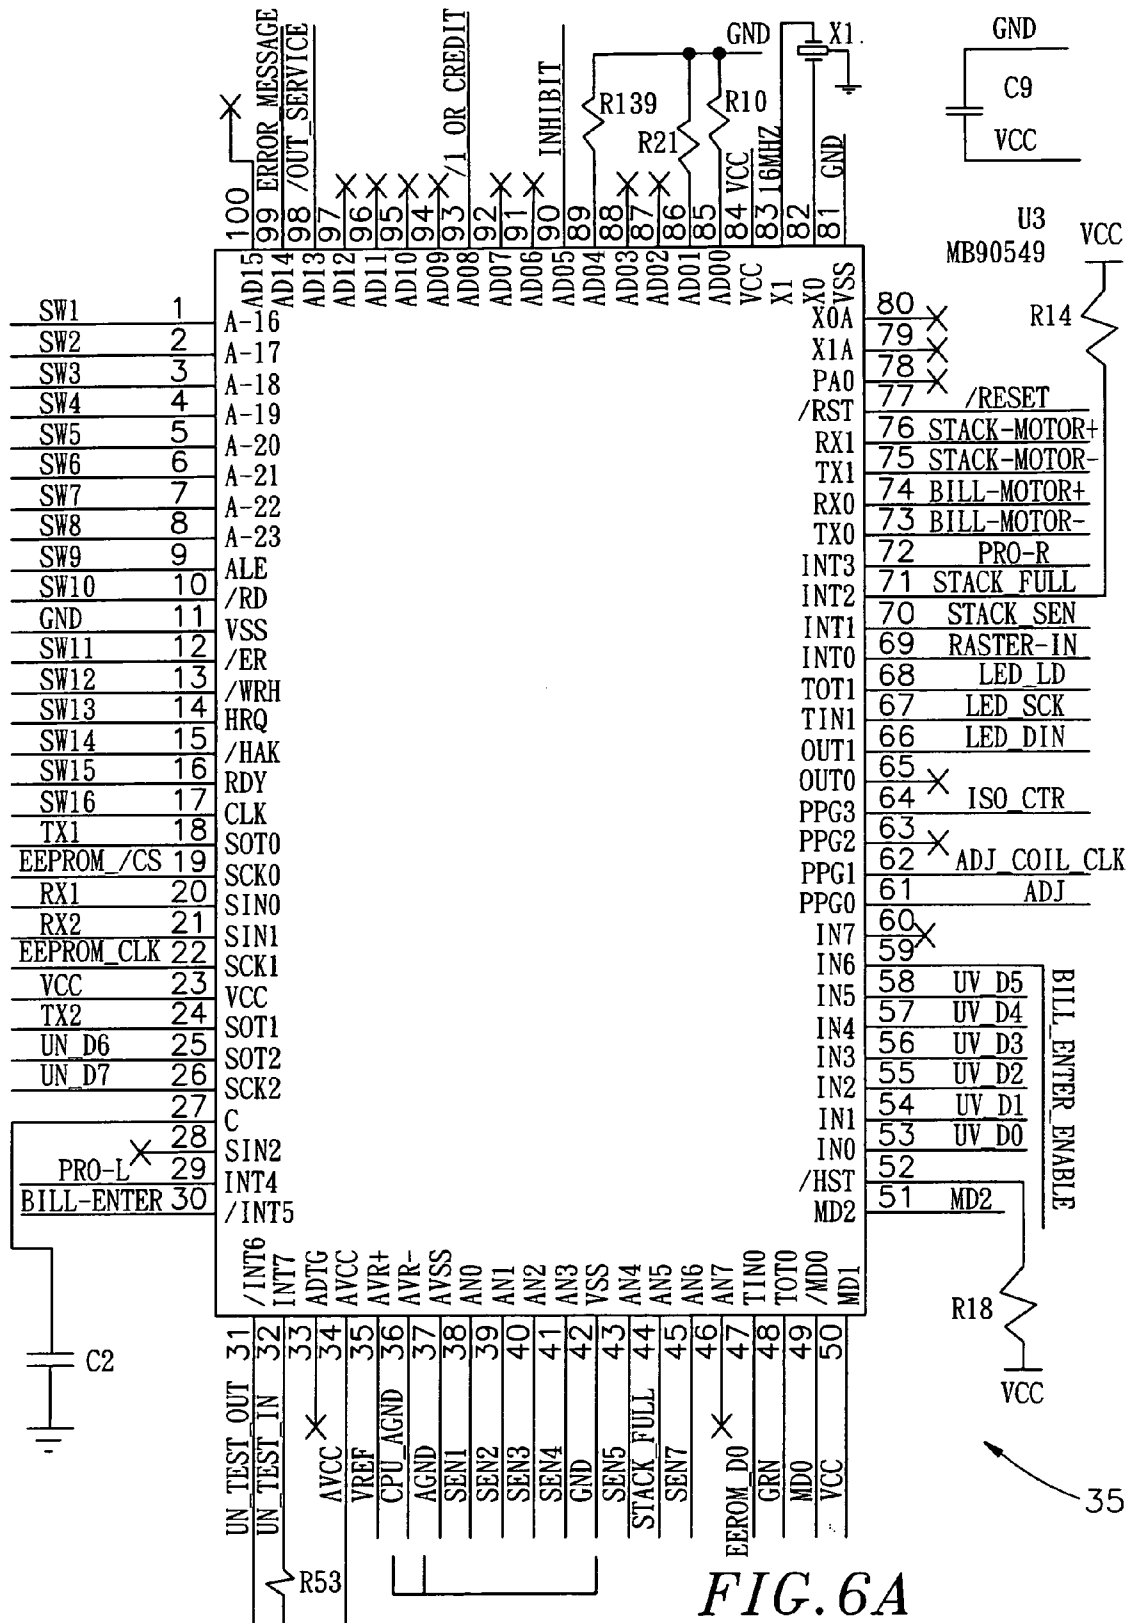 ERROR_MESSAGE
/OUT_SERVICE
/1 OR CREDIT
INHIBIT
R139
R21
R10
GND
VCC
16MHZ
X1
GND
GND
C9
VCC
U3
MB90549
VCC
R14
100 99 98 97 96 95 94 93 92 91 90 89 88 87 86 85 84 83 82 81
AD15 AD14 AD13 AD12 AD11 AD10 AD09 AD08 AD07 AD06 AD05 AD04 AD03 AD02 AD01 AD00 VCC X1 X0 VSS
SW1 1 A-16
SW2 2 A-17
SW3 3 A-18
SW4 4 A-19
SW5 5 A-20
SW6 6 A-21
SW7 7 A-22
SW8 8 A-23
SW9 9 ALE
SW10 10 /RD
GND 11 VSS
SW11 12 /ER
SW12 13 /WRH
SW13 14 HRQ
SW14 15 /HAK
SW15 16 RDY
SW16 17 CLK
TX1 18 SOT0
EEPROM_/CS 19 SCK0
RX1 20 SIN0
RX2 21 SIN1
EEPROM_CLK 22 SCK1
VCC 23 VCC
TX2 24 SOT1
UN_D6 25 SOT2
UN_D7 26 SCK2
27 C
28 SIN2
PRO-L 29 INT4
BILL-ENTER 30 /INT5
X0A 80
X1A 79
PA0 78
/RST 77 /RESET
RX1 76 STACK-MOTOR+
TX1 75 STACK-MOTOR-
RX0 74 BILL-MOTOR+
TX0 73 BILL-MOTOR-
INT3 72 PRO-R
INT2 71 STACK_FULL
INT1 70 STACK_SEN
INT0 69 RASTER-IN
TOT1 68 LED_LD
TIN1 67 LED_SCK
OUT1 66 LED_DIN
OUT0 65
PPG3 64 ISO_CTR
PPG2 63
PPG1 62 ADJ_COIL_CLK
PPG0 61 ADJ
IN7 60
IN6 59
IN5 58 UV_D5
IN4 57 UV_D4
IN3 56 UV_D3
IN2 55 UV_D2
IN1 54 UV_D1
IN0 53 UV_D0
/HST 52
MD2 51 MD2
BILL_ENTER_ENABLE
R18
VCC
C2
/INT6 INT7 ADTG AVCC AVR+ AVR- AVSS AN0 AN1 AN2 AN3 VSS AN4 AN5 AN6 AN7 TIN0 TOT0 /MD0 MD1
31 32 33 34 35 36 37 38 39 40 41 42 43 44 45 46 47 48 49 50
UN_TEST_OUT
UN_TEST_IN
AVCC
VREF
CPU_AGND
AGND
SEN1
SEN2
SEN3
SEN4
GND
SEN5
STACK_FULL
SEN7
EEROM_D0
GRN
MD0
VCC
R53
35
FIG.6A